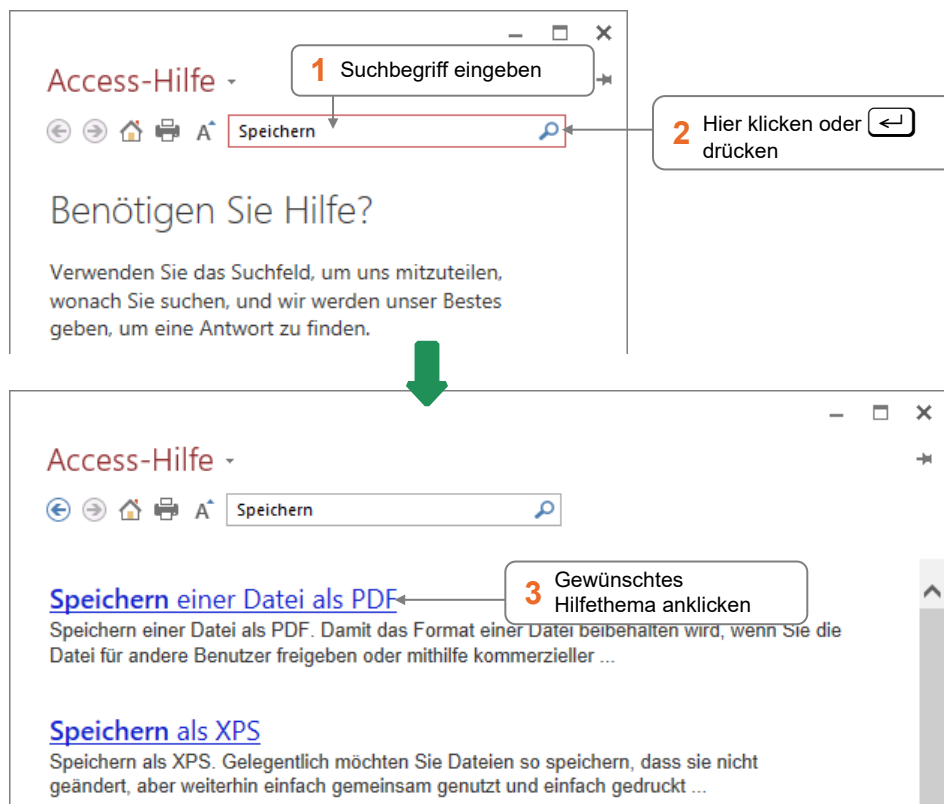 Access-Hilfe
1 Suchbegriff eingeben
Speichern
2 Hier klicken oder
drücken
Benötigen Sie Hilfe?
Verwenden Sie das Suchfeld, um uns mitzuteilen,
wonach Sie suchen, und wir werden unser Bestes
geben, um eine Antwort zu finden.
Access-Hilfe
Speichern
Speichern einer Datei als PDF
3 Gewünschtes
Hilfethema anklicken
Speichern einer Datei als PDF. Damit das Format einer Datei beibehalten wird, wenn Sie die
Datei für andere Benutzer freigeben oder mithilfe kommerzieller ...
Speichern als XPS
Speichern als XPS. Gelegentlich möchten Sie Dateien so speichern, dass sie nicht
geändert, aber weiterhin einfach gemeinsam genutzt und einfach gedruckt ...